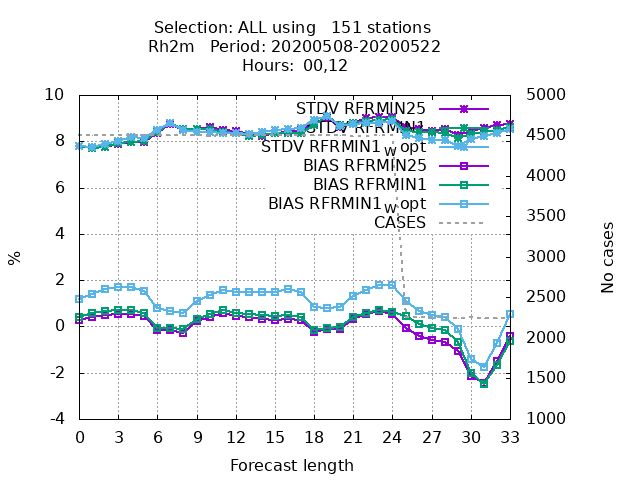 Selection: ALL using 151 stations
Rh2m Period: 20200508-20200522
Hours: 00,12
10 5000
STDV RFRMIN25
STDV RFRMIN1
8 4500
STDV RFRMIN1_W opt
4000
BIAS RFRMIN25
6
BIAS RFRMIN1
BIAS RFRMIN1_W opt
3500
CASES
4
3000
% No cases
2 2500
0 2000
-2 1500
-4 1000
0 3 6 9 12 15 18 21 24 27 30 33
Forecast length